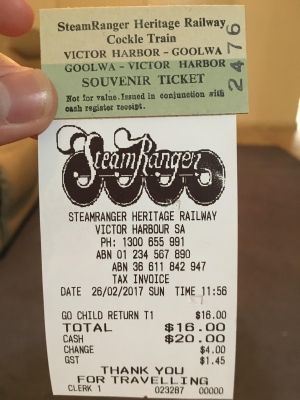 SteamRanger Heritage Railway
Cockle Train
VICTOR HARBOR - GOOLWA
GOOLWA - VICTOR HARBOR
SOUVENIR TICKET
Not for value. Issued in conjunction with
cash register receipt.
2476
SteamRanger
STEAMRANGER HERITAGE RAILWAY
VICTOR HARBOUR SA
PH: 1300 655 991
ABN 01 234 567 890
ABN 36 611 842 947
TAX INVOICE
DATE 26/02/2017 SUN TIME 11:56
GO CHILD RETURN T1 $16.00
TOTAL $16.00
CASH $20.00
CHANGE $4.00
GST $1.45
THANK YOU
FOR TRAVELLING
CLERK 1 023287 00000